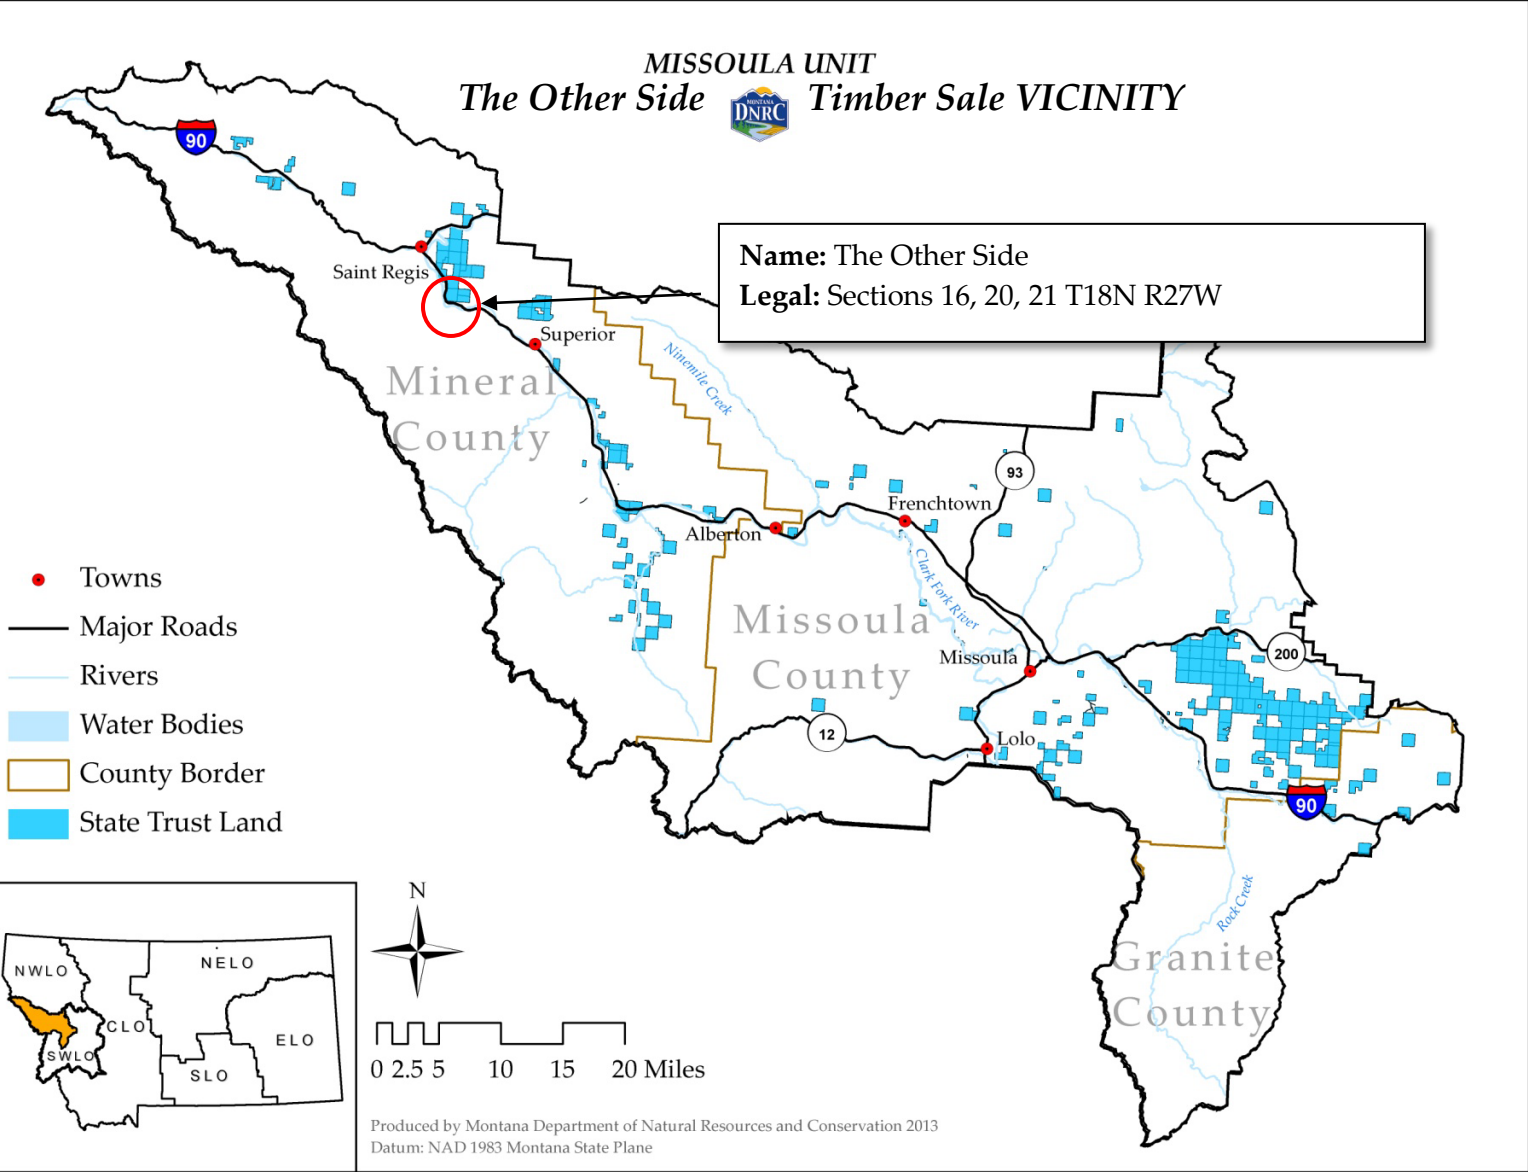 MISSOULA UNIT
The Other Side Timber Sale VICINITY
MONTANA
DNRC
90
Name: The Other Side
Legal: Sections 16, 20, 21 T18N R27W
Saint Regis
Superior
Ninemile Creek
Mineral
County
93
Frenchtown
Alberton
Clark Fork River
Missoula
County
Missoula
200
12
Lolo
90
Rock Creek
Granite
County
Towns
Major Roads
Rivers
Water Bodies
County Border
State Trust Land
N
NWLO
NELO
CLO
SWLO
ELO
SLO
0 2.5 5 10 15 20 Miles
Produced by Montana Department of Natural Resources and Conservation 2013
Datum: NAD 1983 Montana State Plane